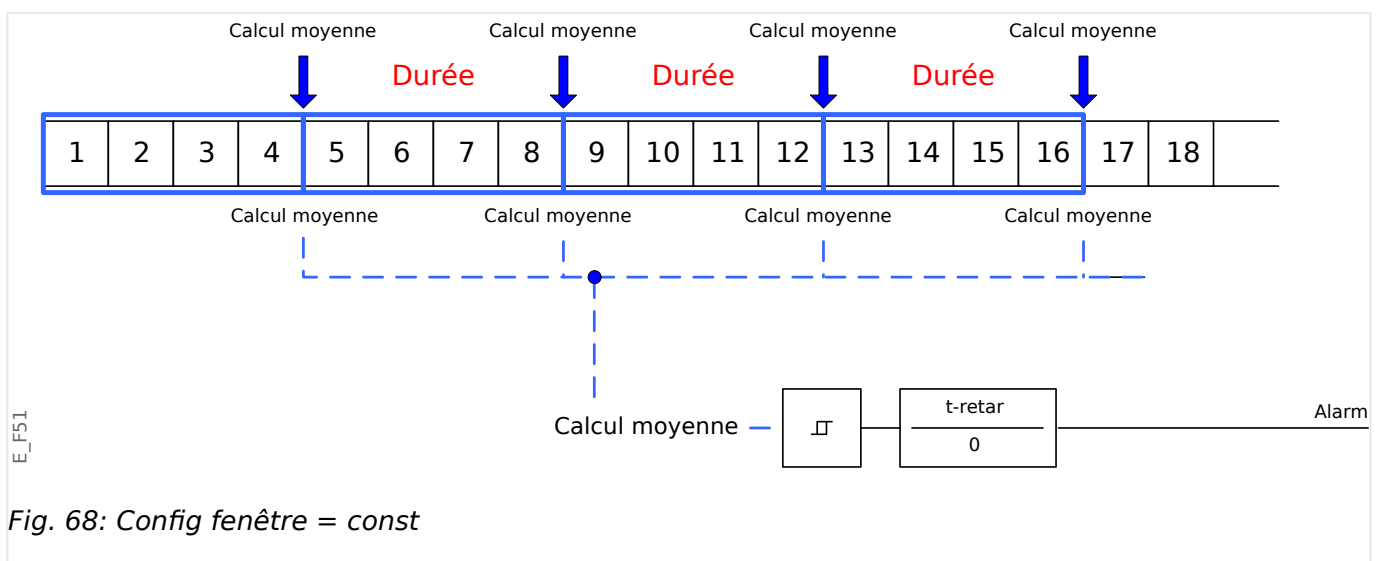 Calcul moyenne Calcul moyenne Calcul moyenne Calcul moyenne
Durée Durée Durée
1 2 3 4 5 6 7 8 9 10 11 12 13 14 15 16 17 18
Calcul moyenne Calcul moyenne Calcul moyenne Calcul moyenne
t-retar
Alarm
Calcul moyenne
0
E_F51
Fig. 68: Config fenêtre = const